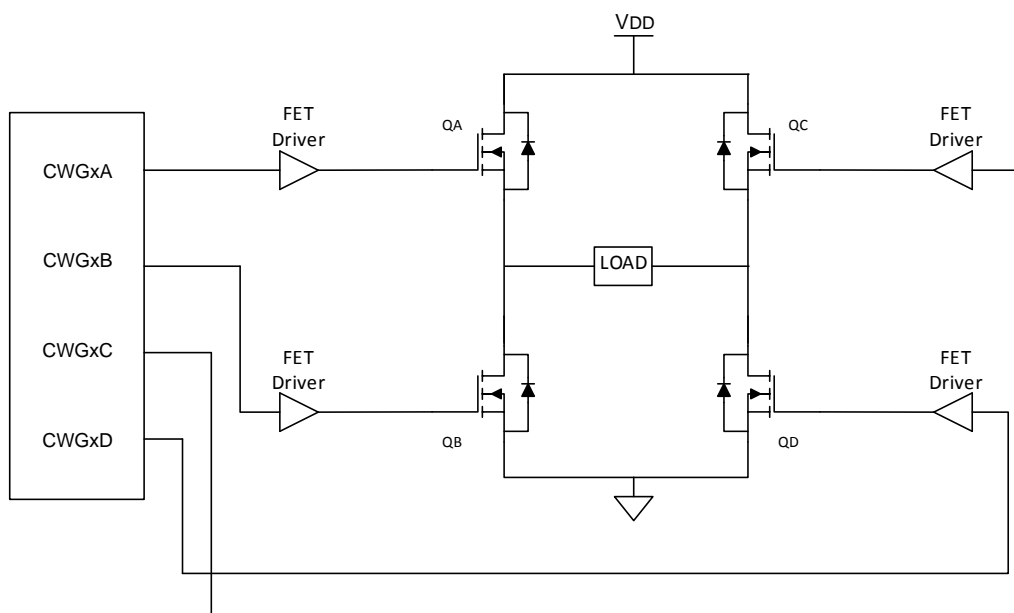 VDD
FET
Driver
QA
QC
FET
Driver
CWGxA
CWGxB
LOAD
CWGxC
FET
Driver
FET
Driver
CWGxD
QB
QD